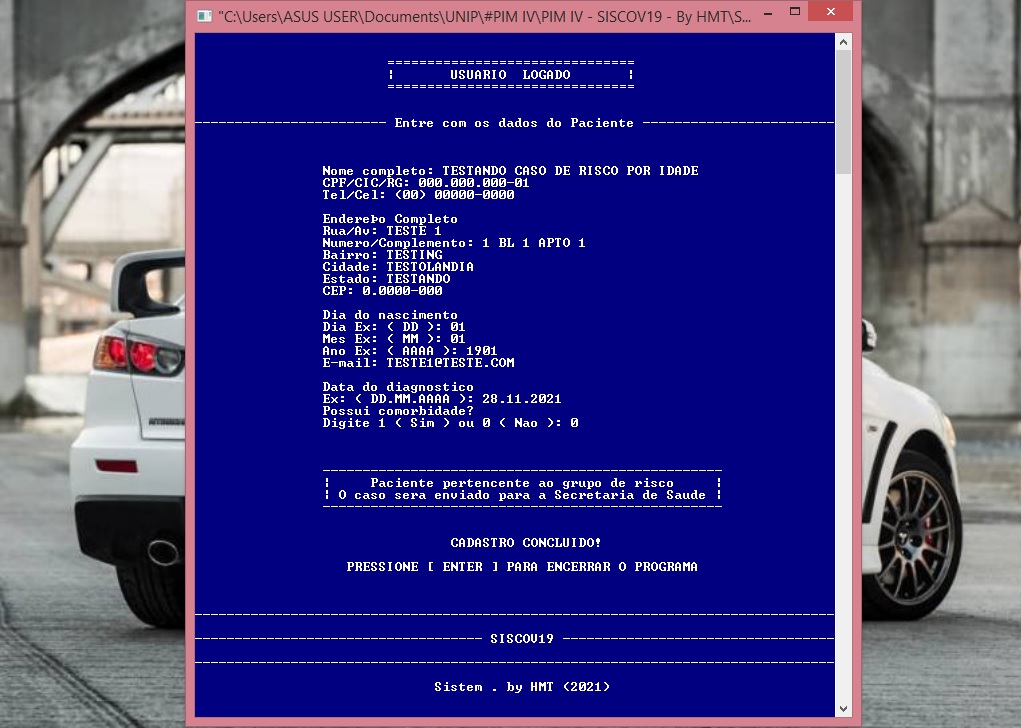 "C:\Users\ASUS USER\Documents\UNIP\#PIM IV\PIM IV - SISCOV19 - By HMT\S...
===============================
¦ USUARIO LOGADO ¦
===============================
------------------------ Entre com os dados do Paciente ------------------------
Nome completo: TESTANDO CASO DE RISCO POR IDADE
CPF/CIC/RG: 000.000.000-01
Tel/Cel: (00) 00000-0000
EndereÞo Completo
Rua/Av: TESTE 1
Numero/Complemento: 1 BL 1 APTO 1
Bairro: TESTING
Cidade: TESTOLANDIA
Estado: TESTANDO
CEP: 0.0000-000
Dia do nascimento
Dia Ex: ( DD ): 01
Mes Ex: ( MM ): 01
Ano Ex: ( AAAA ): 1901
E-mail: TESTE1@TESTE.COM
Data do diagnostico
Ex: ( DD.MM.AAAA ): 28.11.2021
Possui comorbidade?
Digite 1 ( Sim ) ou 0 ( Nao ): 0
--------------------------------------------------
¦ Paciente pertencente ao grupo de risco ¦
¦ O caso sera enviado para a Secretaria de Saude ¦
--------------------------------------------------
CADASTRO CONCLUIDO!
PRESSIONE [ ENTER ] PARA ENCERRAR O PROGRAMA
--------------------------------------------------------------------------------
------------------------------------ SISCOV19 ----------------------------------
--------------------------------------------------------------------------------
Sistem . by HMT (2021)